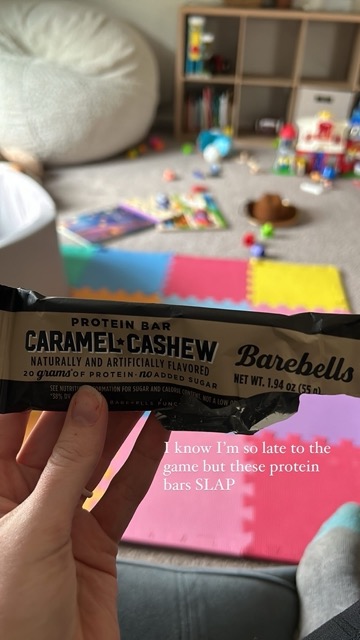 PROTEIN BAR
CARAMEL★CASHEW
NATURALLY AND ARTIFICIALLY FLAVORED
20 grams OF PROTEIN · no ADDED SUGAR
Barebells
NET WT. 1.94 OZ (55 g)
I know I'm so late to the
game but these protein
bars SLAP